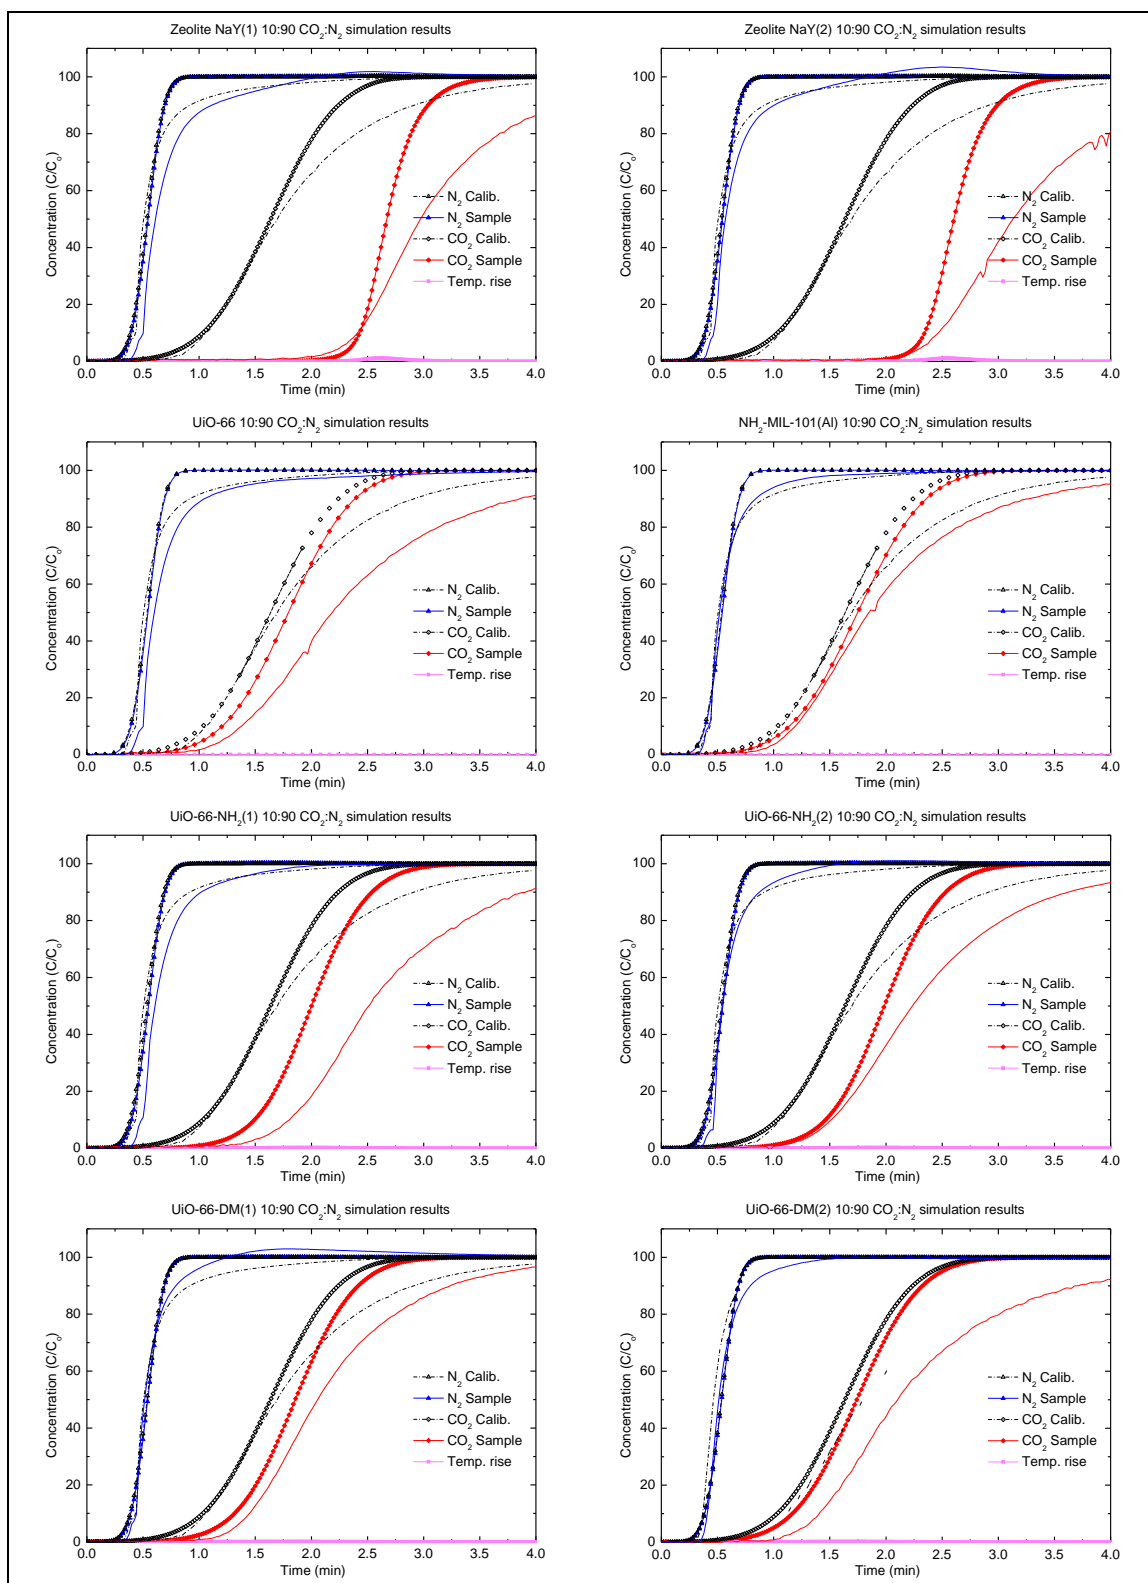 Zeolite NaY(1) 10:90 CO2:N2 simulation results
Concentration (C/Co)
100
80
60
40
20
0
N2 Calib.
N2 Sample
CO2 Calib.
CO2 Sample
Temp. rise
0.0 0.5 1.0 1.5 2.0 2.5 3.0 3.5 4.0
Time (min)
Zeolite NaY(2) 10:90 CO2:N2 simulation results
Concentration (C/Co)
100
80
60
40
20
0
N2 Calib.
N2 Sample
CO2 Calib.
CO2 Sample
Temp. rise
0.0 0.5 1.0 1.5 2.0 2.5 3.0 3.5 4.0
Time (min)
UiO-66 10:90 CO2:N2 simulation results
Concentration (C/Co)
100
80
60
40
20
0
N2 Calib.
N2 Sample
CO2 Calib.
CO2 Sample
Temp. rise
0.0 0.5 1.0 1.5 2.0 2.5 3.0 3.5 4.0
Time (min)
NH2-MIL-101(Al) 10:90 CO2:N2 simulation results
Concentration (C/Co)
100
80
60
40
20
0
N2 Calib.
N2 Sample
CO2 Calib.
CO2 Sample
Temp. rise
0.0 0.5 1.0 1.5 2.0 2.5 3.0 3.5 4.0
Time (min)
UiO-66-NH2(1) 10:90 CO2:N2 simulation results
Concentration (C/Co)
100
80
60
40
20
0
N2 Calib.
N2 Sample
CO2 Calib.
CO2 Sample
Temp. rise
0.0 0.5 1.0 1.5 2.0 2.5 3.0 3.5 4.0
Time (min)
UiO-66-NH2(2) 10:90 CO2:N2 simulation results
Concentration (C/Co)
100
80
60
40
20
0
N2 Calib.
N2 Sample
CO2 Calib.
CO2 Sample
Temp. rise
0.0 0.5 1.0 1.5 2.0 2.5 3.0 3.5 4.0
Time (min)
UiO-66-DM(1) 10:90 CO2:N2 simulation results
Concentration (C/Co)
100
80
60
40
20
0
N2 Calib.
N2 Sample
CO2 Calib.
CO2 Sample
Temp. rise
0.0 0.5 1.0 1.5 2.0 2.5 3.0 3.5 4.0
Time (min)
UiO-66-DM(2) 10:90 CO2:N2 simulation results
Concentration (C/Co)
100
80
60
40
20
0
N2 Calib.
N2 Sample
CO2 Calib.
CO2 Sample
Temp. rise
0.0 0.5 1.0 1.5 2.0 2.5 3.0 3.5 4.0
Time (min)